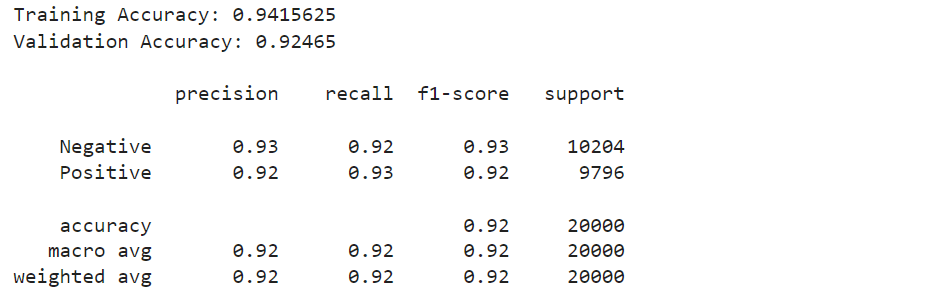 Training Accuracy: 0.9415625
Validation Accuracy: 0.92465
precision recall f1-score support
Negative 0.93 0.92 0.93 10204
Positive 0.92 0.93 0.92 9796
accuracy 0.92 20000
macro avg 0.92 0.92 0.92 20000
weighted avg 0.92 0.92 0.92 20000